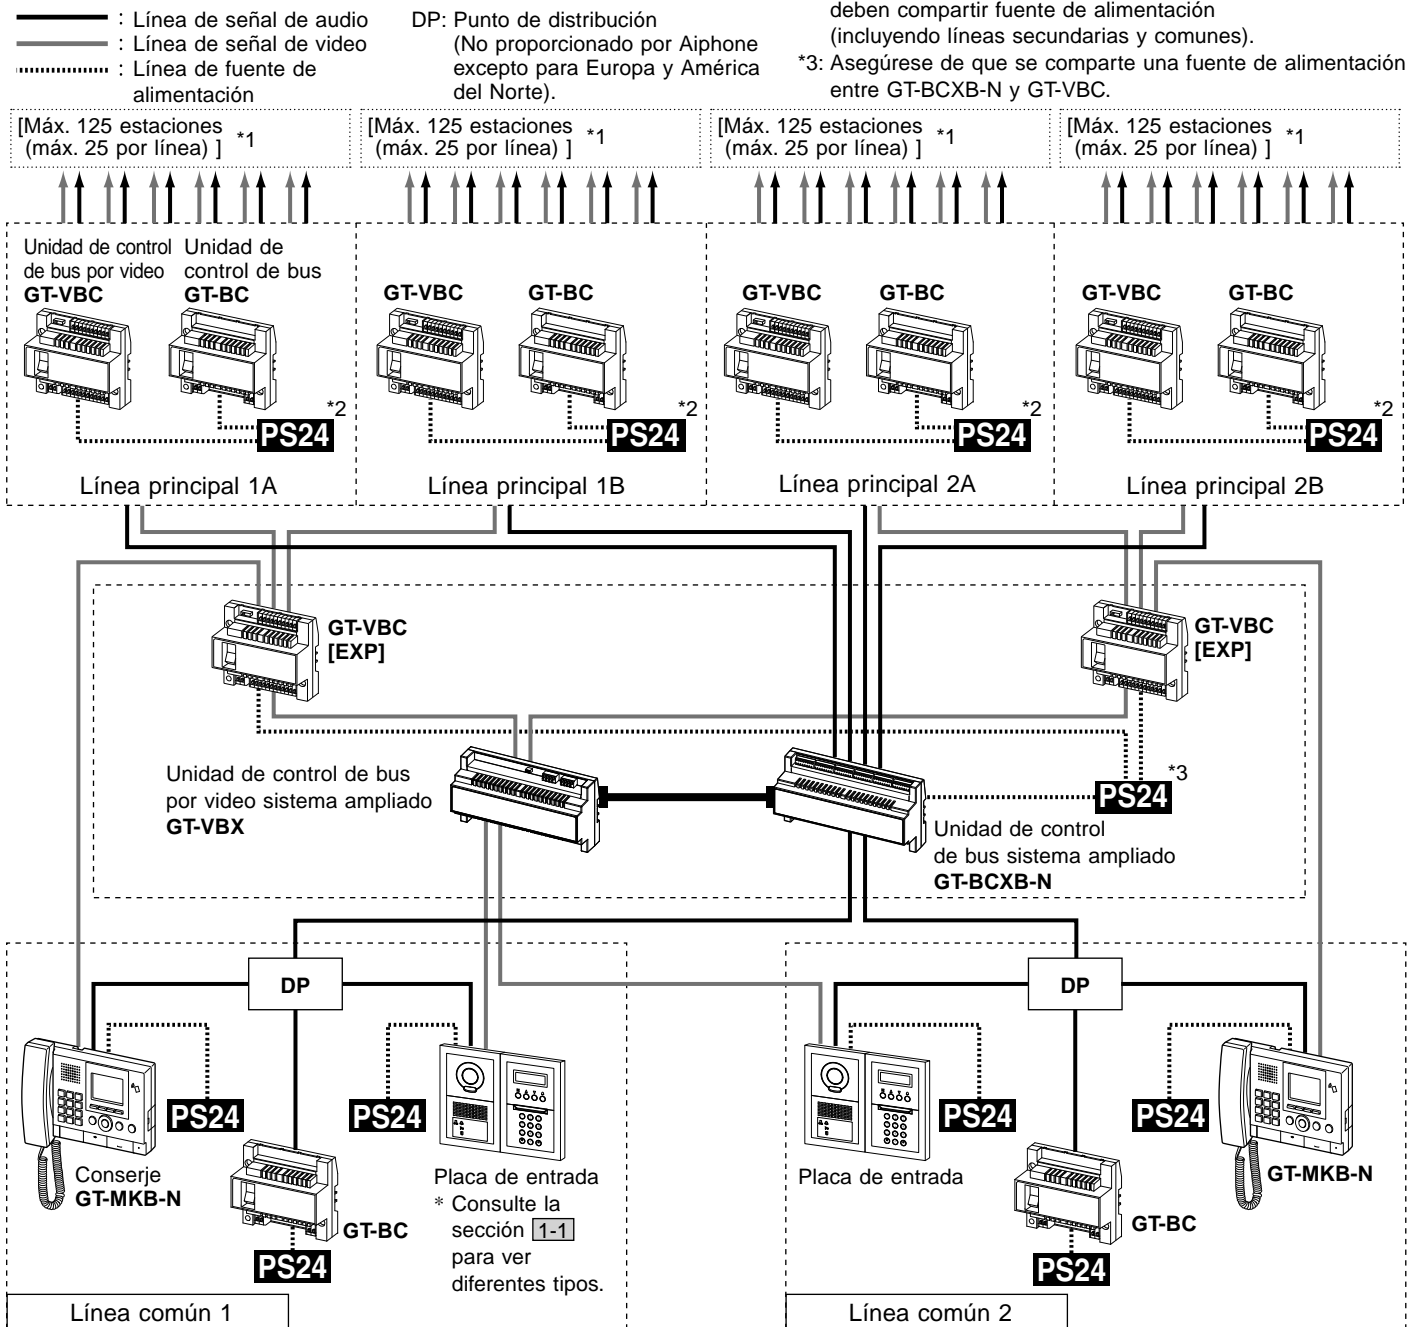 : Línea de señal de audio
: Línea de señal de video
: Línea de fuente de
alimentación
DP: Punto de distribución
(No proporcionado por Aiphone
excepto para Europa y América
del Norte).
deben compartir fuente de alimentación
(incluyendo líneas secundarias y comunes).
*3: Asegúrese de que se comparte una fuente de alimentación
entre GT-BCXB-N y GT-VBC.
[Máx. 125 estaciones
(máx. 25 por línea) ] *1
[Máx. 125 estaciones
(máx. 25 por línea) ] *1
[Máx. 125 estaciones
(máx. 25 por línea) ] *1
[Máx. 125 estaciones
(máx. 25 por línea) ] *1
Unidad de control
de bus por video
GT-VBC
Unidad de
control de bus
GT-BC
*2
PS24
Línea principal 1A
GT-VBC
GT-BC
*2
PS24
Línea principal 1B
GT-VBC
GT-BC
*2
PS24
Línea principal 2A
GT-VBC
GT-BC
*2
PS24
Línea principal 2B
GT-VBC
[EXP]
GT-VBC
[EXP]
Unidad de control de bus
por video sistema ampliado
GT-VBX
*3
PS24
Unidad de control
de bus sistema ampliado
GT-BCXB-N
DP
PS24
PS24
Conserje
GT-MKB-N
GT-BC
PS24
Placa de entrada
* Consulte la
sección 1-1
para ver
diferentes tipos.
Línea común 1
DP
PS24
PS24
Placa de entrada
GT-MKB-N
GT-BC
PS24
Línea común 2